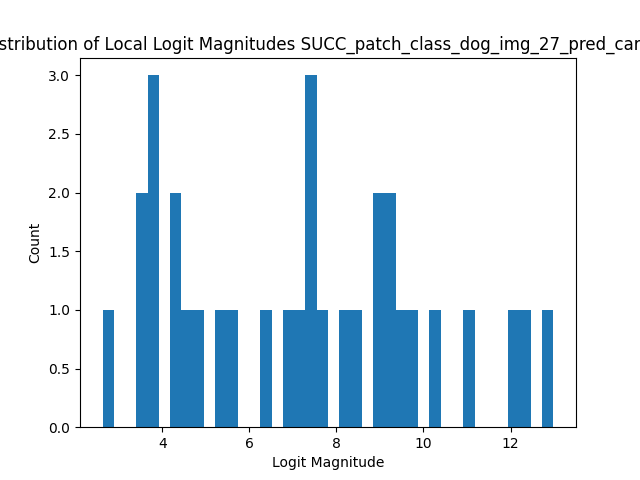 stribution of Local Logit Magnitudes SUCC_patch_class_dog_img_27_pred_car
3.0
2.5
2.0
1.5
1.0
0.5
0.0
Count
4 6 8 10 12
Logit Magnitude